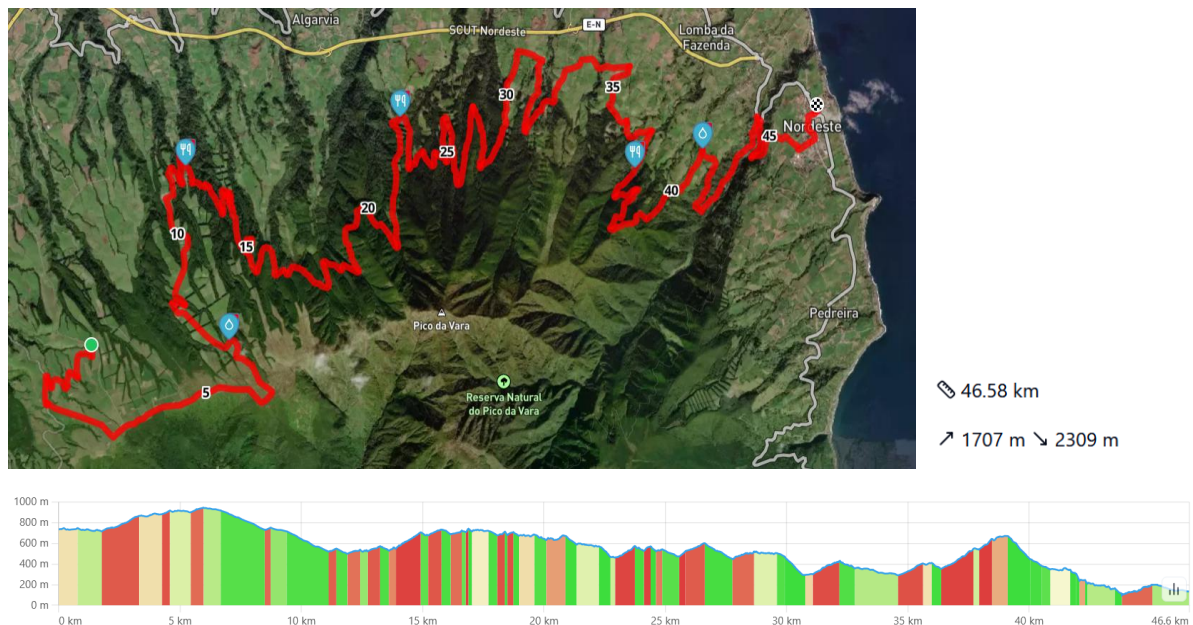 Algarvia
SCUT Nordeste
E-N
Lomba da
Fazenda
30
35
25
Nordeste
45
40
20
10
15
Pedreira
Pico da Vara
5
Reserva Natural
do Pico da Vara
46.58 km
1707 m 2309 m
1000 m
800 m
600 m
400 m
200 m
0 m
0 km 5 km 10 km 15 km 20 km 25 km 30 km 35 km 40 km 46.6 km